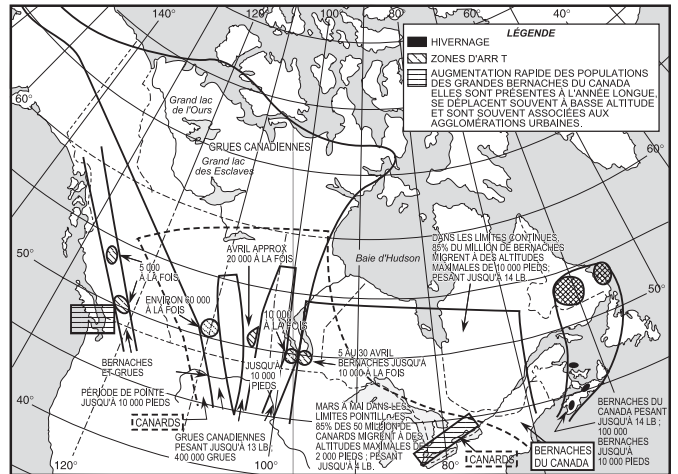 140°
120°
100°
80°
60°
40°
LÉGENDE
HIVERNAGE
ZONES D'ARR T
AUGMENTATION RAPIDE DES POPULATIONS
DES GRANDES BERNACHES DU CANADA
ELLES SONT PRÉSENTES À L'ANNÉE LONGUE,
SE DÉPLACENT SOUVENT À BASSE ALTITUDE
ET SONT SOUVENT ASSOCIÉES AUX
AGGLOMÉRATIONS URBAINES.
60°
Grand lac
de l'Ours
GRUES CANADIENNES
Grand lac
des Esclaves
60°
50°
Baie d'Hudson
DANS LES LIMITES CONTINUES,
85% DU MILLION DE BERNACHES
MIGRENT À DES ALTITUDES
MAXIMALES DE 10 000 PIEDS;
PESANT JUSQU'À 14 LB.
AVRIL APPROX
20 000 À LA FOIS
5 000
À LA FOIS
50°
ENVIRON 60 000
À LA FOIS
10 000
À LA FOIS
5 AU 30 AVRIL
BERNACHES JUSQU'À
10 000 À LA FOIS
BERNACHES
ET GRUES
JUSQU'À
10 000
PIEDS
PÉRIODE DE POINTE
JUSQU'À 10 000 PIEDS
40°
CANARDS
GRUES CANADIENNES
PESANT JUSQU'À 13 LB;
400 000 GRUES
MARS À MAI DANS LES
LIMITES POINTILL ES,
85% DES 50 MILLION DE
CANARDS MIGRENT À DES
ALTITUDES MAXIMALES DE
2 000 PIEDS ; PESANT
JUSQU'À 4 LB.
CANARDS
BERNACHES
DU CANADA
BERNACHES DU
CANADA PESANT
JUSQU'À 14 LB ;
100 000
BERNACHES
JUSQU'À
10 000 PIEDS
40°
120°
100°
80°